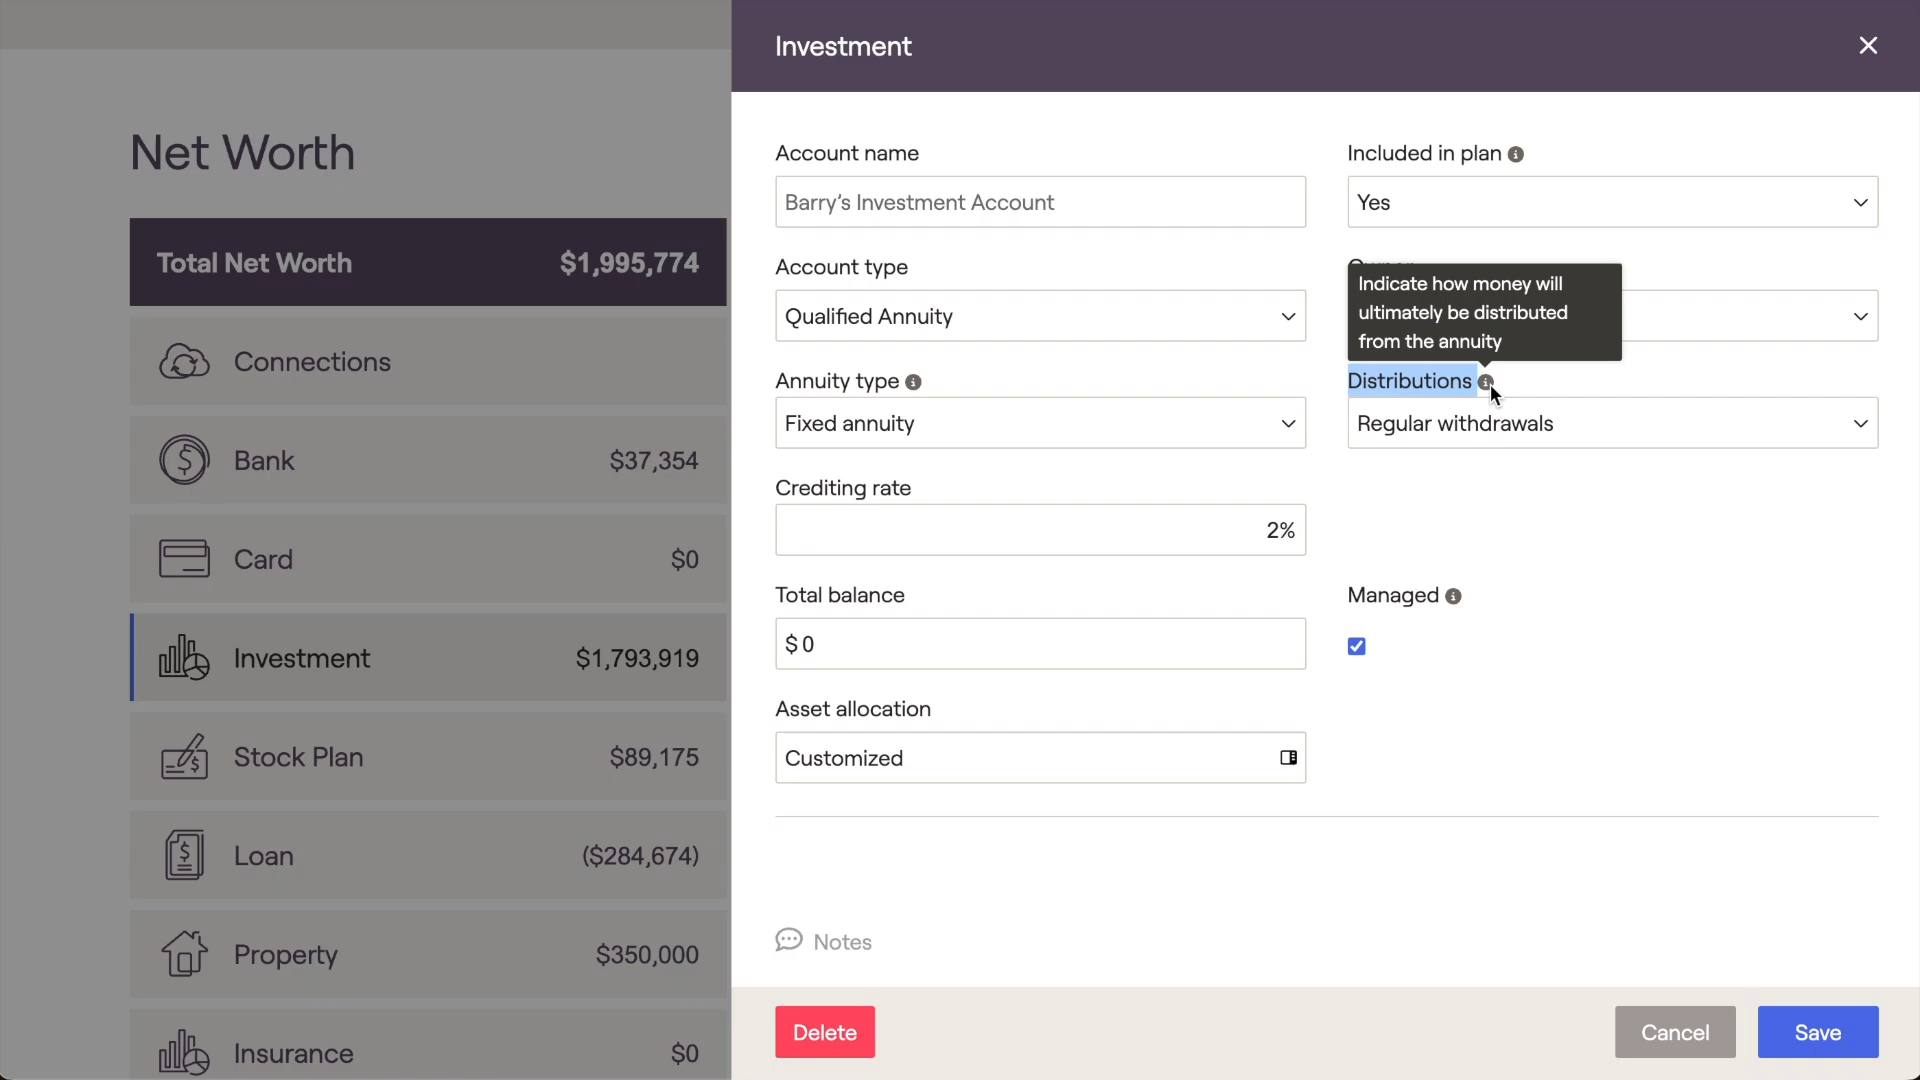 Net Worth
Total Net Worth $1,995,774
Connections
Bank $37,354
Card $0
Investment $1,793,919
Stock Plan $89,175
Loan ($284,674)
Property $350,000
Insurance $0
Investment
Account name
Barry’s Investment Account
Included in plan
Yes
Account type
Qualified Annuity
Indicate how money will
ultimately be distributed
from the annuity
Annuity type
Fixed annuity
Distributions
Regular withdrawals
Crediting rate
2%
Total balance
$ 0
Managed
Asset allocation
Customized
Notes
Delete
Cancel
Save